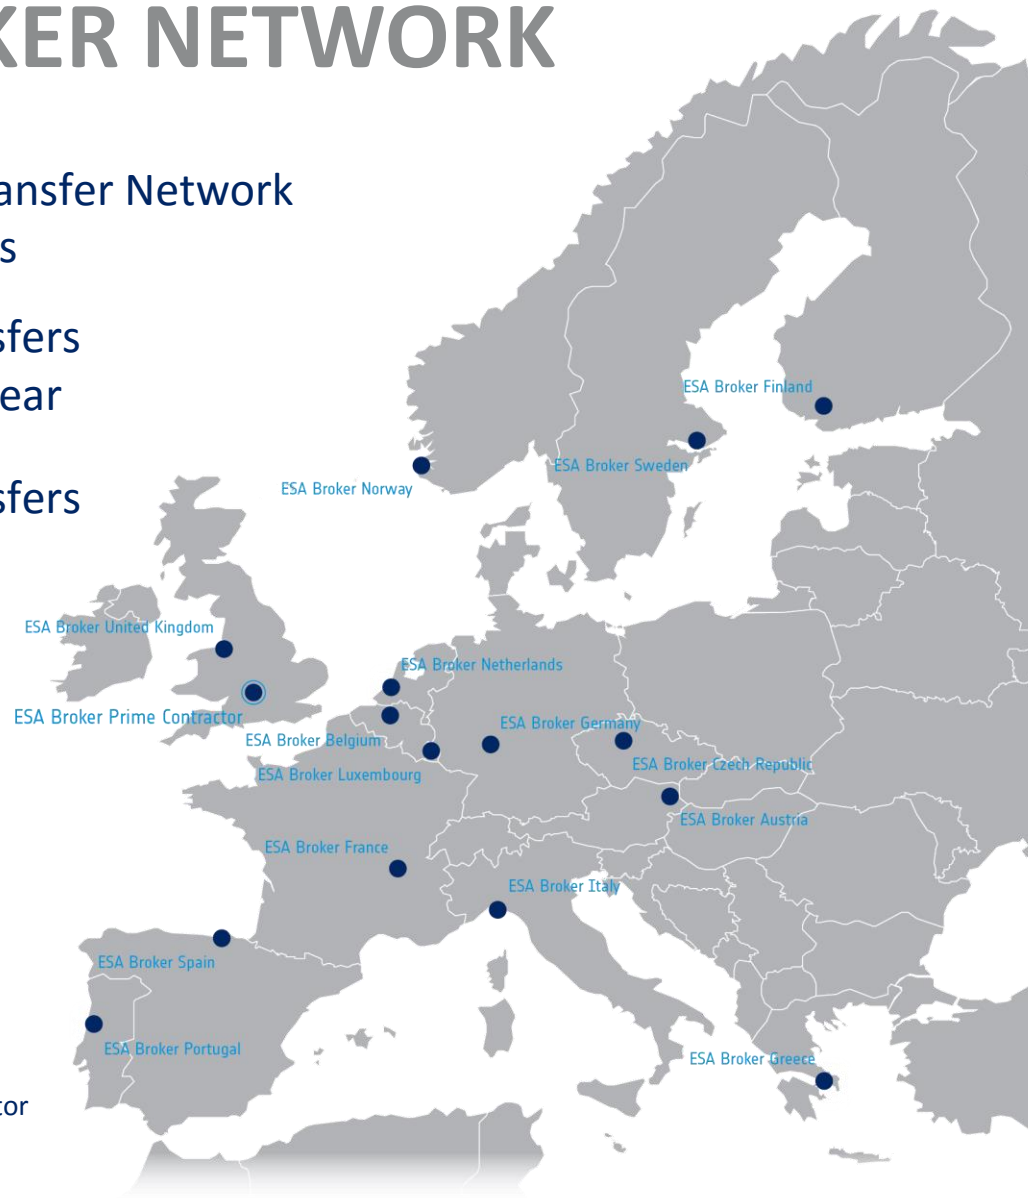 KER NETWORK
ansfer Network
s
sfers
ear
sfers
ESA Broker Finland
ESA Broker Sweden
ESA Broker Norway
ESA Broker United Kingdom
ESA Broker Netherlands
ESA Broker Prime Contractor
ESA Broker Germany
ESA Broker Belgium
ESA Broker Czech Republic
ESA Broker Luxembourg
ESA Broker Austria
ESA Broker France
ESA Broker Italy
ESA Broker Spain
ESA Broker Portugal
ESA Broker Greece
tor